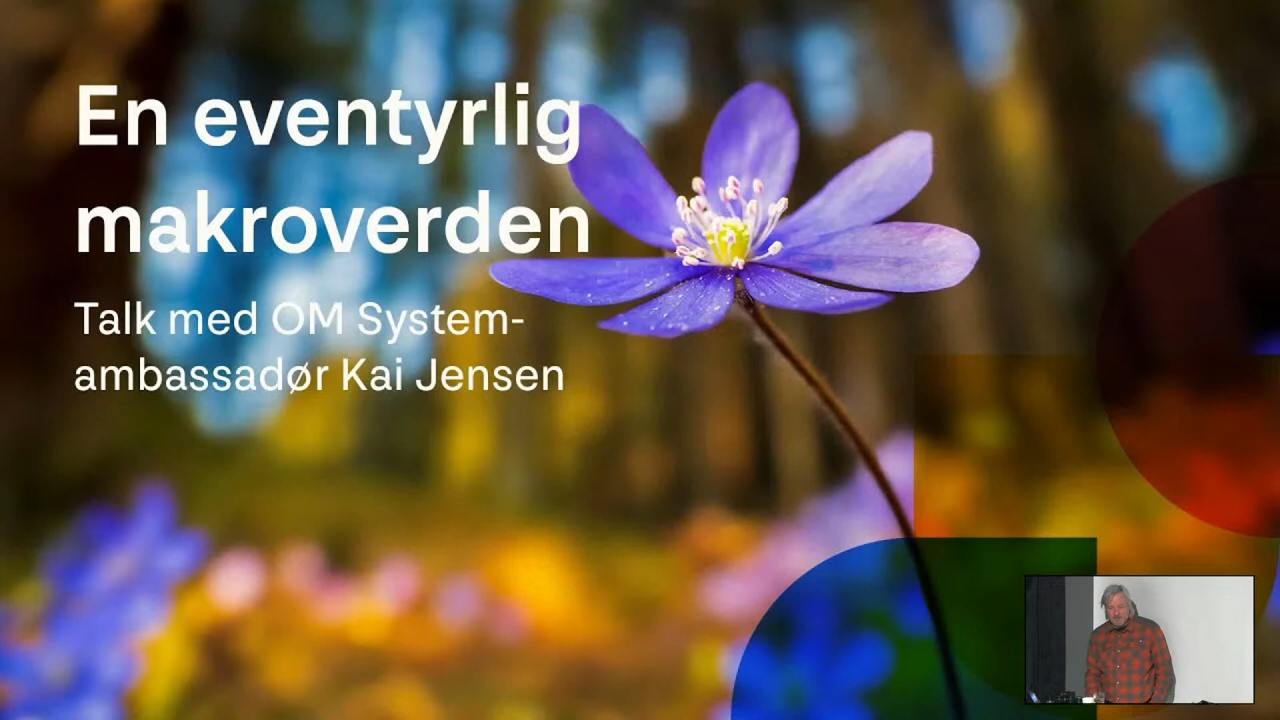 En eventyrlig
makroverden
Talk med OM System-
ambassadør Kai Jensen